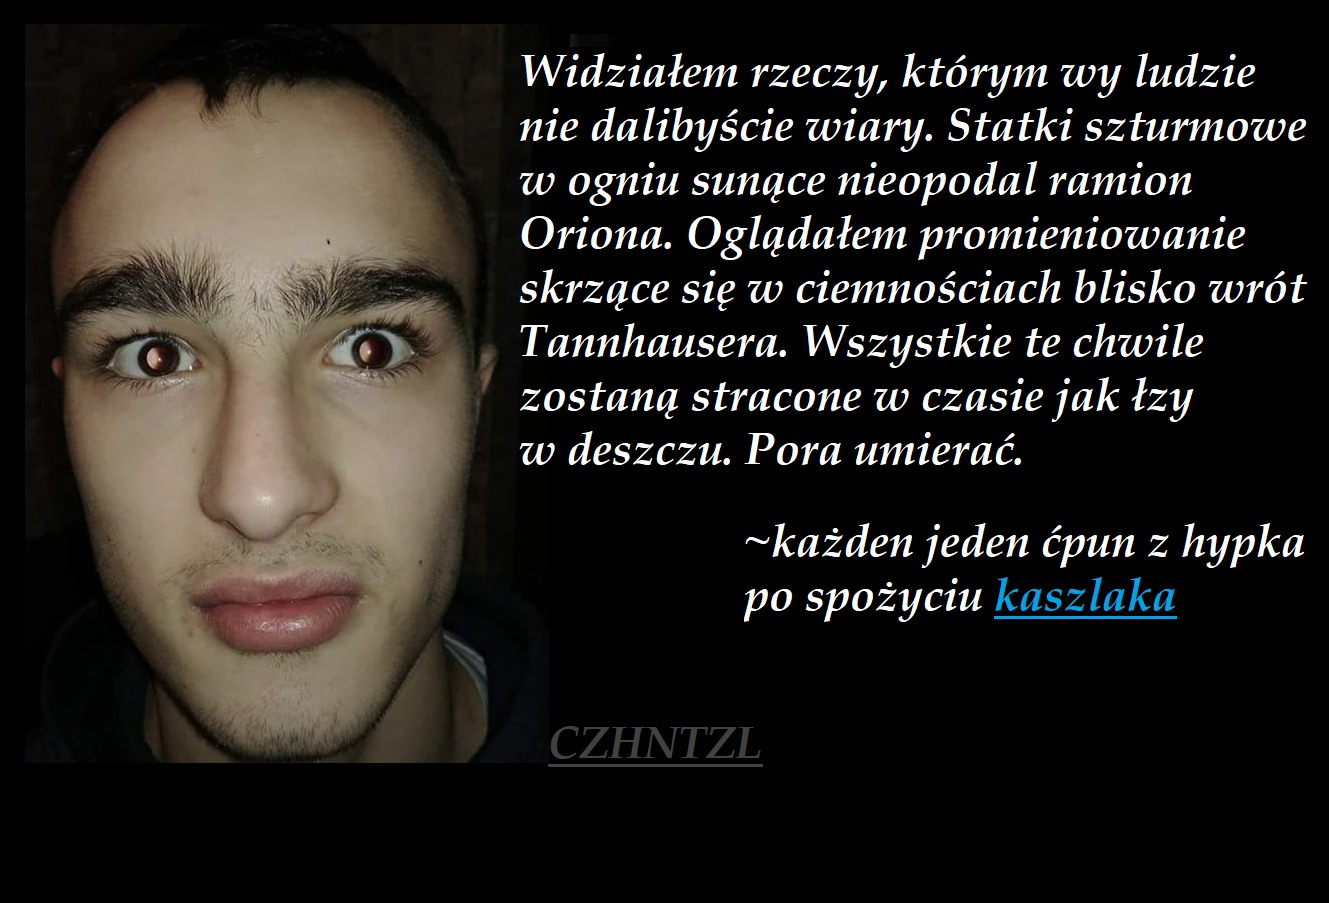 Widziałem rzeczy, którym wy ludzie
nie dalibyście wiary. Statki szturmowe
w ogniu sunące nieopodal ramion
Oriona. Oglądałem promieniowanie
skrzące się w ciemnościach blisko wrót
Tannhausera. Wszystkie te chwile
zostaną stracone w czasie jak łzy
w deszczu. Pora umierać.
~każden jeden ćpun z hypka
po spożyciu kaszlaka
CZHNTZL